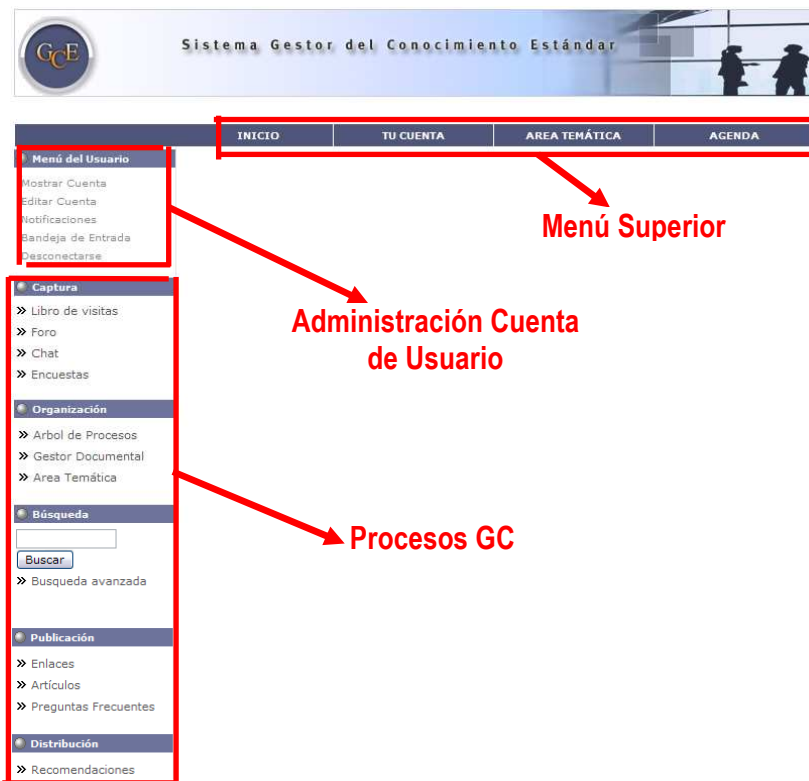 GCE
Sistema Gestor del Conocimiento Estándar
INICIO
TU CUENTA
AREA TEMÁTICA
AGENDA
Menú del Usuario
Mostrar Cuenta
Editar Cuenta
Notificaciones
Bandeja de Entrada
Desconectarse
Menú Superior
Administración Cuenta
de Usuario
Captura
» Libro de visitas
» Foro
» Chat
» Encuestas
Organización
» Arbol de Procesos
» Gestor Documental
» Area Temática
Procesos GC
Búsqueda
Buscar
» Busqueda avanzada
Publicación
» Enlaces
» Artículos
» Preguntas Frecuentes
Distribución
» Recomendaciones